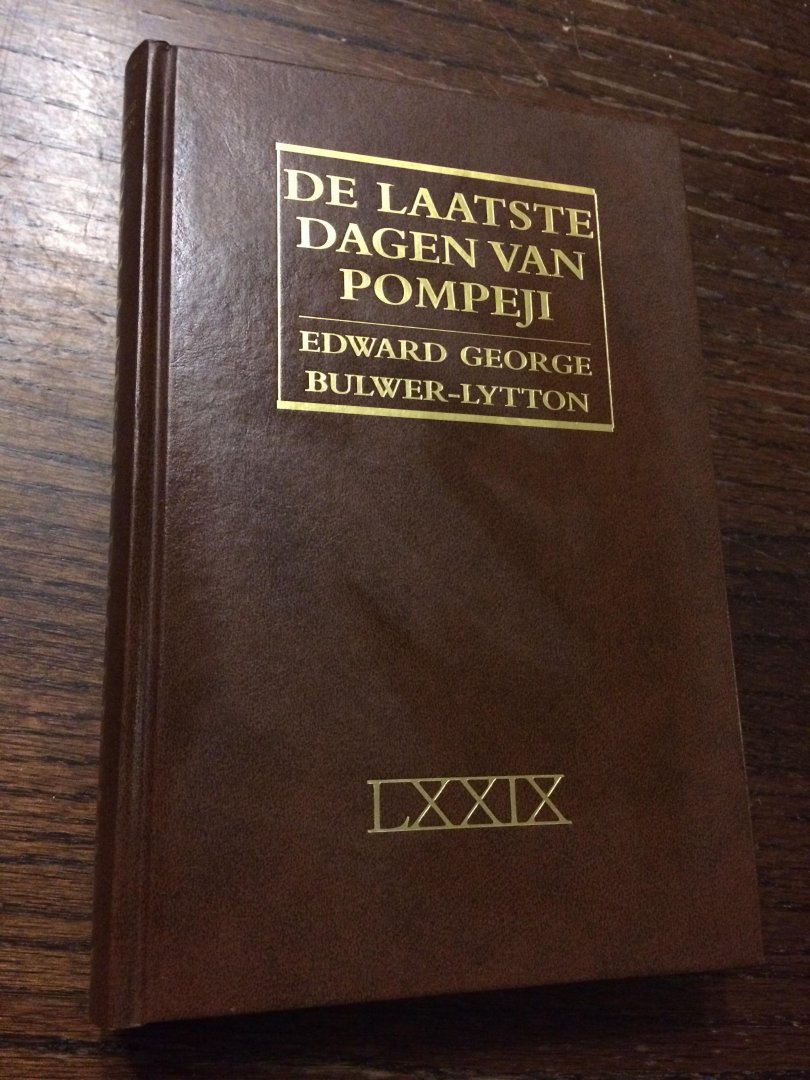 DE LAATSTE
DAGEN VAN
POMPEJI
EDWARD GEORGE
BULWER-LYTTON
LXXIX